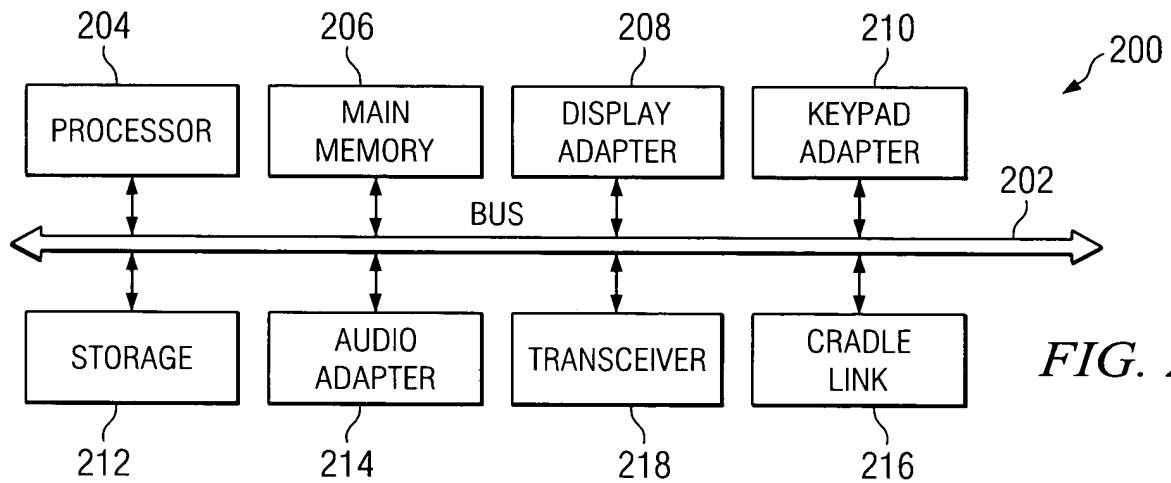 204
206
208
210
200
PROCESSOR
MAIN
MEMORY
DISPLAY
ADAPTER
KEYPAD
ADAPTER
202
BUS
STORAGE
AUDIO
ADAPTER
TRANSCEIVER
CRADLE
LINK
FIG.
212
214
218
216